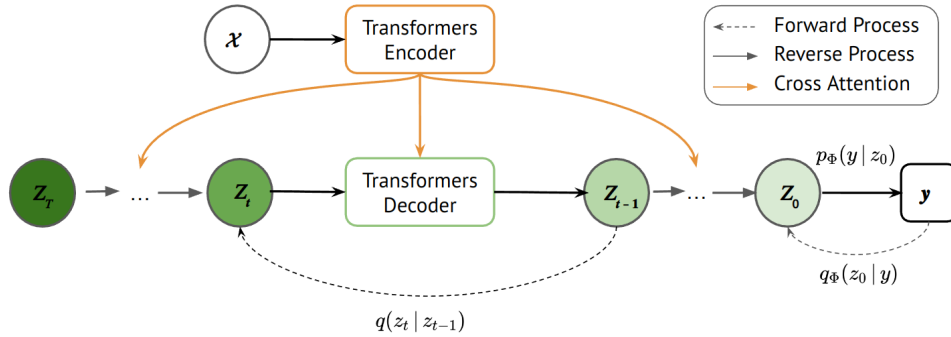 𝒳
Transformers
Encoder
Forward Process
Reverse Process
Cross Attention
Z_T
...
Z_t
Transformers
Decoder
Z_{t-1}
...
Z_0
p_Φ(y | z_0)
y
q_Φ(z_0 | y)
q(z_t | z_{t-1})